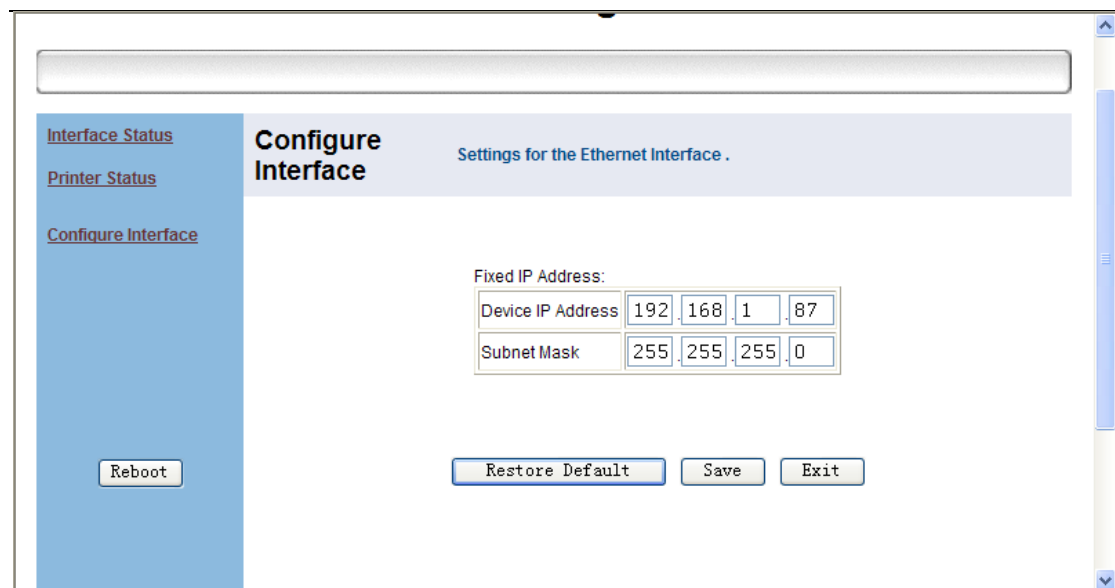 Interface Status
Printer Status
Configure Interface
Configure
Interface
Settings for the Ethernet Interface .
Fixed IP Address:
Device IP Address 192 . 168 . 1 . 87
Subnet Mask 255 . 255 . 255 . 0
Reboot
Restore Default Save Exit